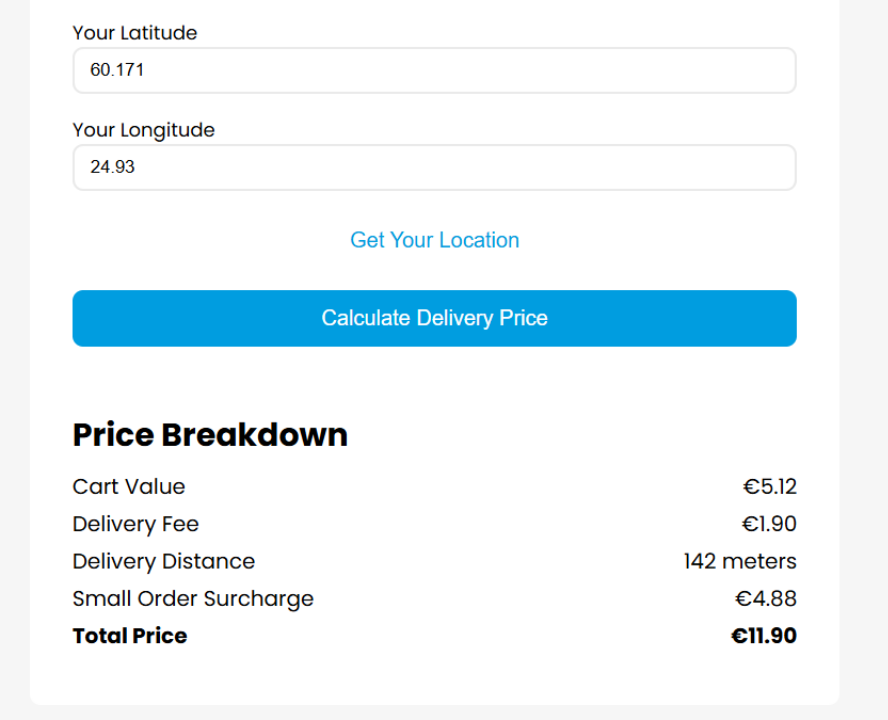 Your Latitude
60.171
Your Longitude
24.93
Get Your Location
Calculate Delivery Price
Price Breakdown
Cart Value €5.12
Delivery Fee €1.90
Delivery Distance 142 meters
Small Order Surcharge €4.88
Total Price €11.90